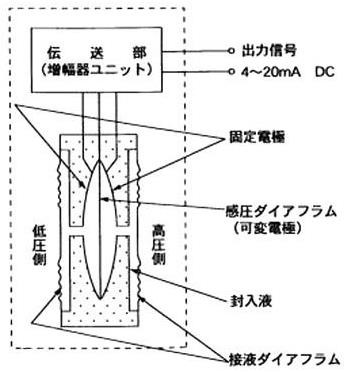 伝送部
(増幅器ユニット)
出力信号
4〜20mA DC
固定電極
感圧ダイアフラム
(可変電極)
低圧側
高圧側
封入液
接液ダイアフラム